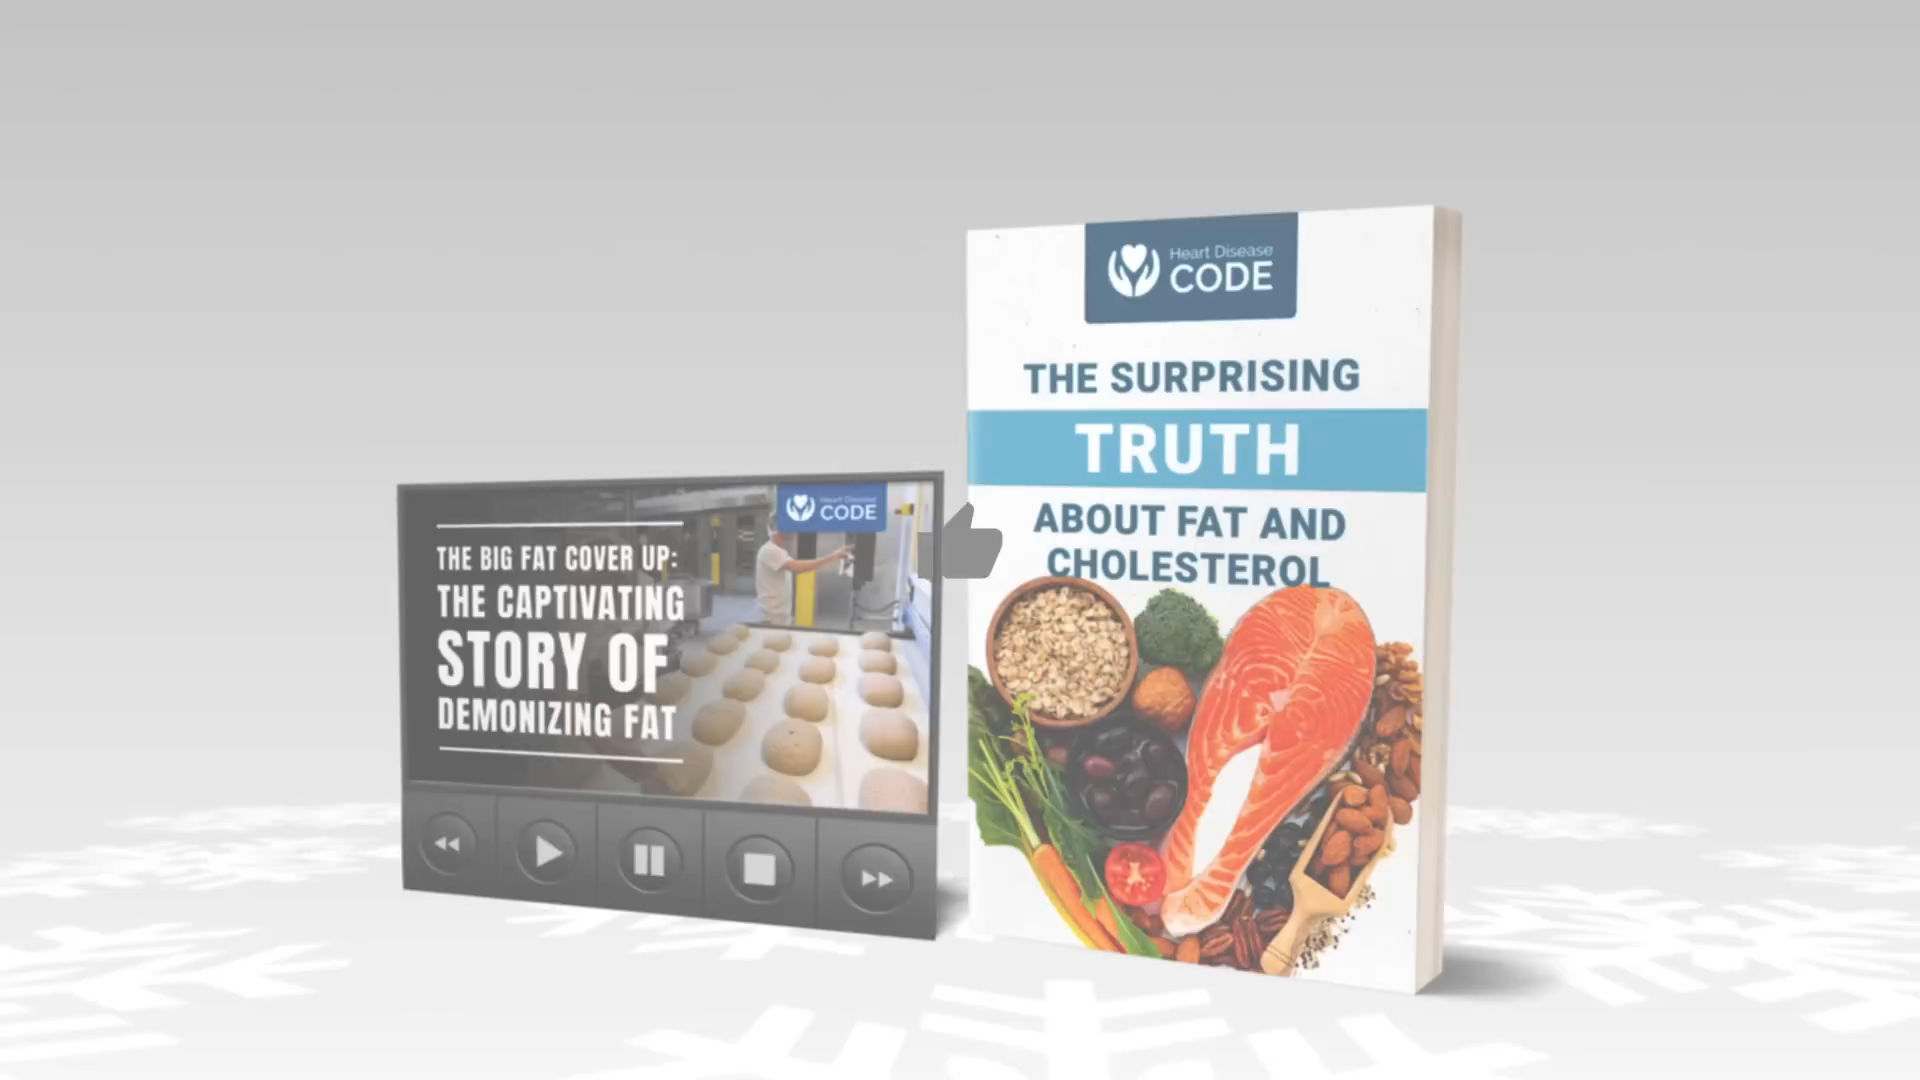 Heart Disease
CODE
THE BIG FAT COVER UP:
THE CAPTIVATING
STORY OF
DEMONIZING FAT
Heart Disease
CODE
THE SURPRISING
TRUTH
ABOUT FAT AND
CHOLESTEROL